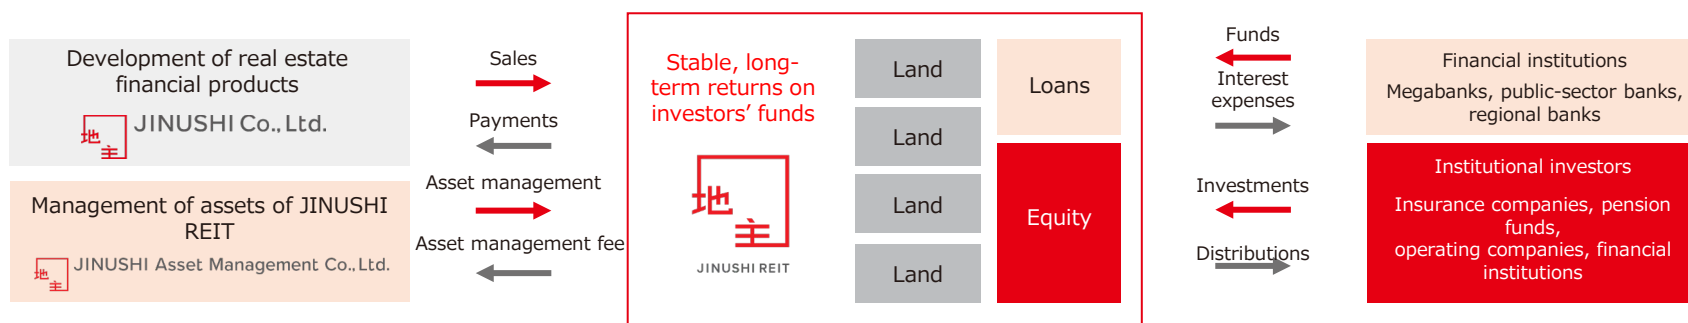 Development of real estate
financial products
地主
JINUSHI Co., Ltd.
Management of assets of JINUSHI
REIT
地主
JINUSHI Asset Management Co., Ltd.
Sales
Payments
Asset management
Asset management fee
Stable, long-
term returns on
investors’ funds
地主
JINUSHI REIT
Land
Land
Land
Land
Loans
Equity
Funds
Interest
expenses
Investments
Distributions
Financial institutions
Megabanks, public-sector banks,
regional banks
Institutional investors
Insurance companies, pension
funds,
operating companies, financial
institutions